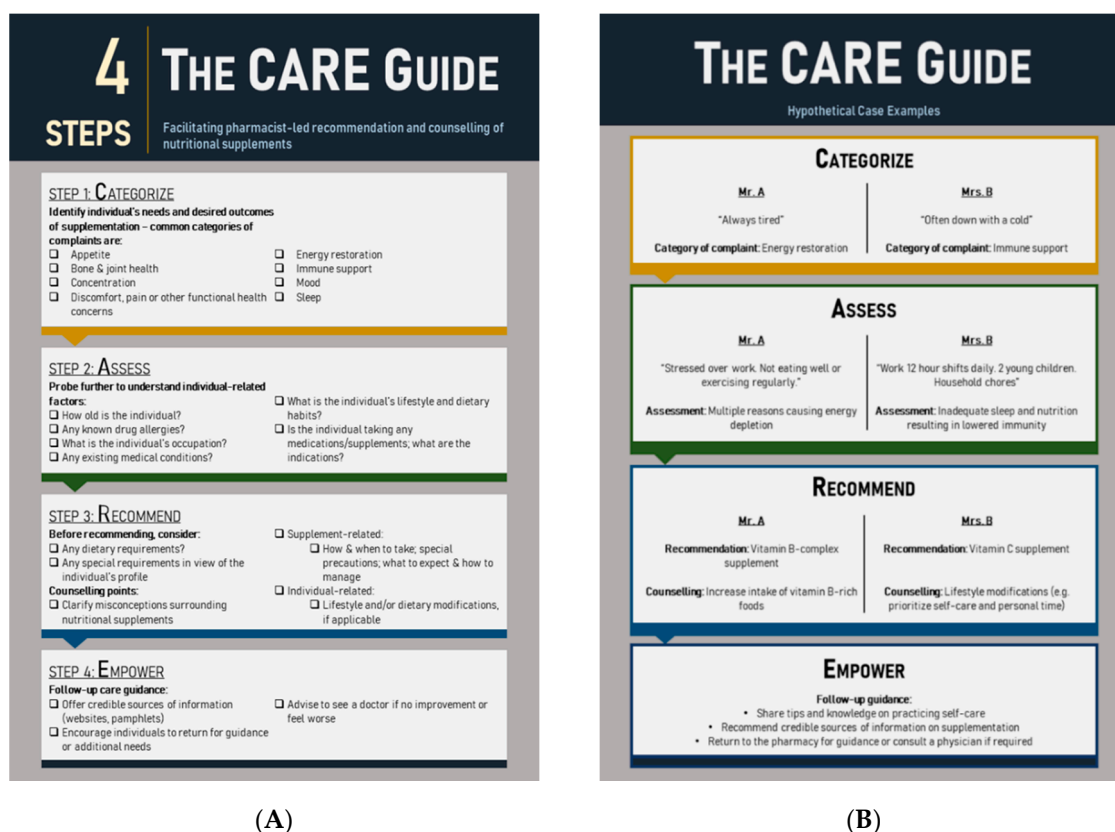 4
STEPS
THE CARE GUIDE
Facilitating pharmacist-led recommendation and counselling of
nutritional supplements
STEP 1: CATEGORIZE
Identify individual's needs and desired outcomes
of supplementation – common categories of
complaints are:
❑ Appetite
❑ Bone & joint health
❑ Concentration
❑ Discomfort, pain or other functional health
concerns
❑ Energy restoration
❑ Immune support
❑ Mood
❑ Sleep
STEP 2: ASSESS
Probe further to understand individual-related
factors:
❑ How old is the individual?
❑ Any known drug allergies?
❑ What is the individual's occupation?
❑ Any existing medical conditions?
❑ What is the individual's lifestyle and dietary
habits?
❑ Is the individual taking any
medications/supplements; what are the
indications?
STEP 3: RECOMMEND
Before recommending, consider:
❑ Any dietary requirements?
❑ Any special requirements in view of the
individual's profile
Counselling points:
❑ Clarify misconceptions surrounding
nutritional supplements
❑ Supplement-related:
❑ How & when to take; special
precautions; what to expect & how to
manage
❑ Individual-related:
❑ Lifestyle and/or dietary modifications,
if applicable
STEP 4: EMPOWER
Follow-up care guidance:
❑ Offer credible sources of information
(websites, pamphlets)
❑ Encourage individuals to return for guidance
or additional needs
❑ Advise to see a doctor if no improvement or
feel worse
(A)
THE CARE GUIDE
Hypothetical Case Examples
CATEGORIZE
Mr. A
"Always tired"
Category of complaint: Energy restoration
Mrs. B
"Often down with a cold"
Category of complaint: Immune support
ASSESS
Mr. A
"Stressed over work. Not eating well or
exercising regularly."
Assessment: Multiple reasons causing energy
depletion
Mrs. B
"Work 12 hour shifts daily. 2 young children.
Household chores"
Assessment: Inadequate sleep and nutrition
resulting in lowered immunity
RECOMMEND
Mr. A
Recommendation: Vitamin B-complex
supplement
Counselling: Increase intake of vitamin B-rich
foods
Mrs. B
Recommendation: Vitamin C supplement
Counselling: Lifestyle modifications (e.g.
prioritize self-care and personal time)
EMPOWER
Follow-up guidance:
• Share tips and knowledge on practicing self-care
• Recommend credible sources of information on supplementation
• Return to the pharmacy for guidance or consult a physician if required
(B)